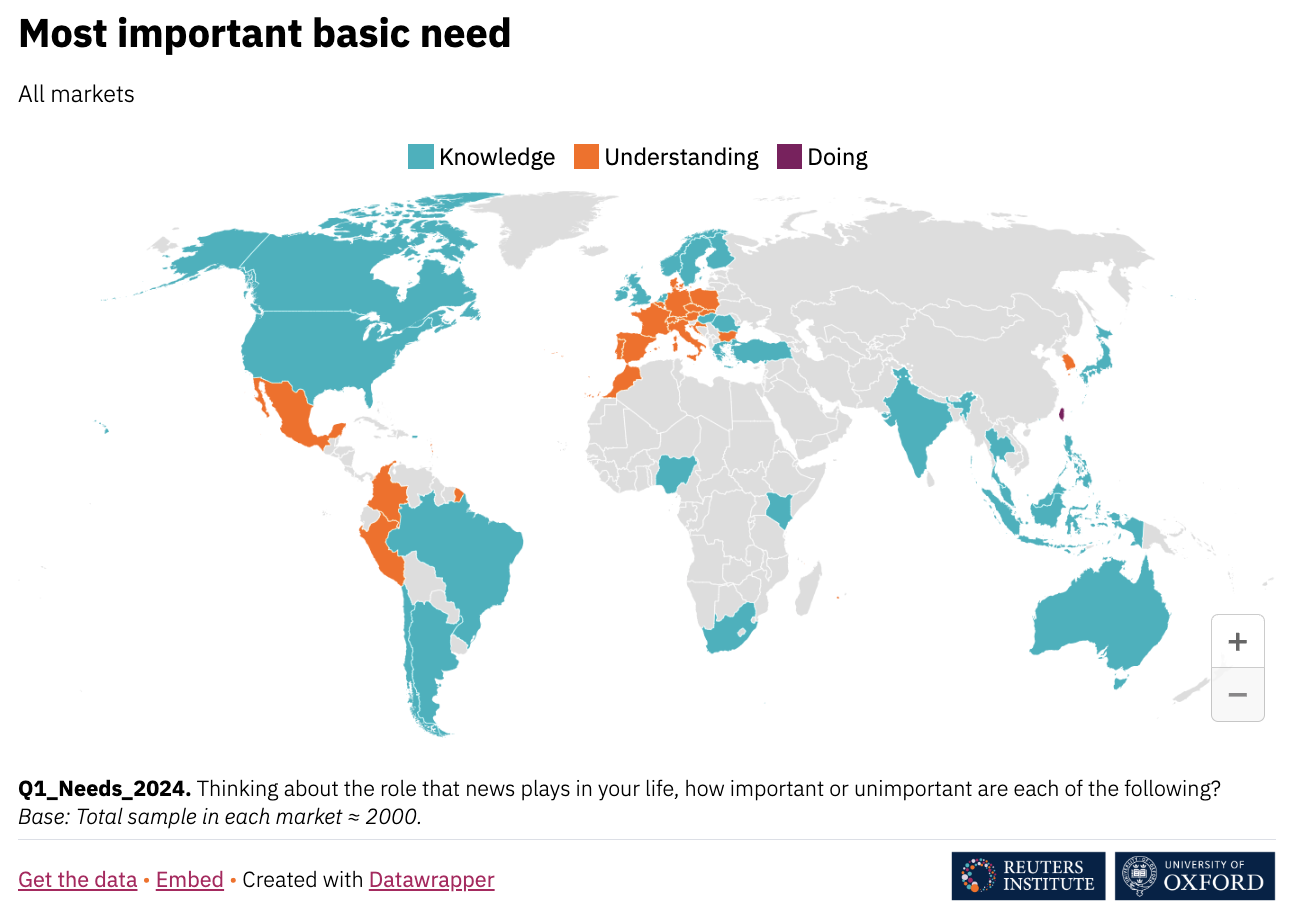 Most important basic need
All markets
Knowledge Understanding Doing
+
−
Q1_Needs_2024. Thinking about the role that news plays in your life, how important or unimportant are each of the following?
Base: Total sample in each market ≈ 2000.
Get the data • Embed • Created with Datawrapper
REUTERS INSTITUTE
UNIVERSITY OF OXFORD